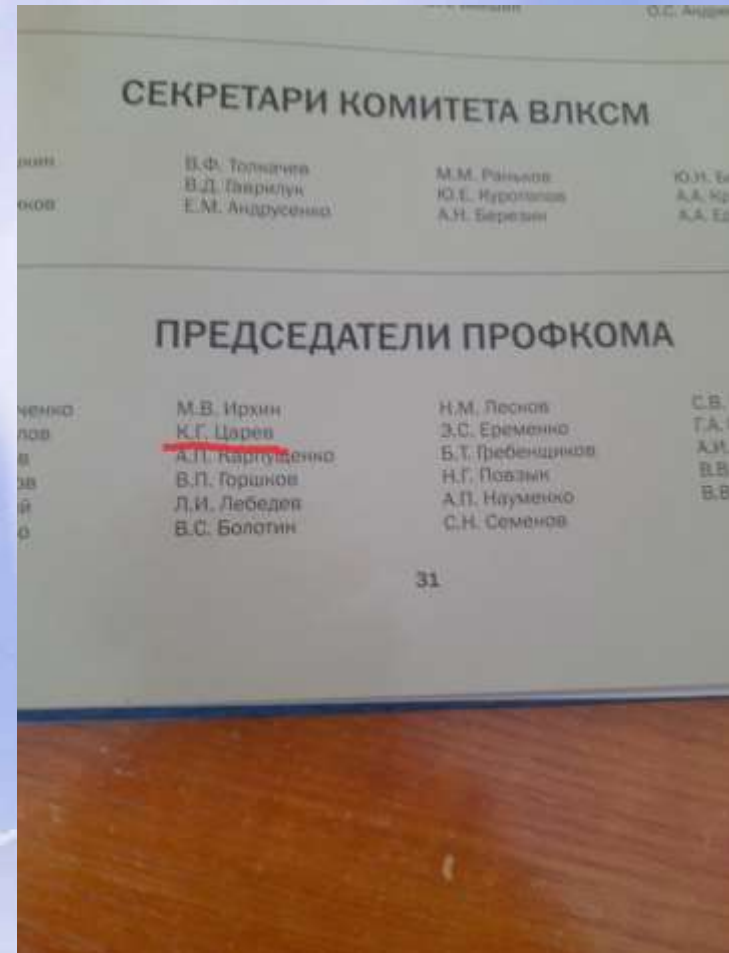 О.С.
СЕКРЕТАРИ КОМИТЕТА ВЛКСМ
В.Ф. Толкачев М.М. Раньков Ю.Н.
В.Д. Гаврилук Ю.Е. Куропатов А.А.
Е.М. Андрусенко А.Н. Березин А.А.
ПРЕДСЕДАТЕЛИ ПРОФКОМА
М.В. Ирхин Н.М. Леснов С.В.
К.Г. Царев Э.С. Еременко Г.А.
А.П. Карпущенко Б.Т. Гребенщиков А.И.
В.П. Горшков Н.Г. Повзык В.В
Л.И. Лебедев А.П. Науменко В.В
В.С. Болотин С.Н. Семенов
31